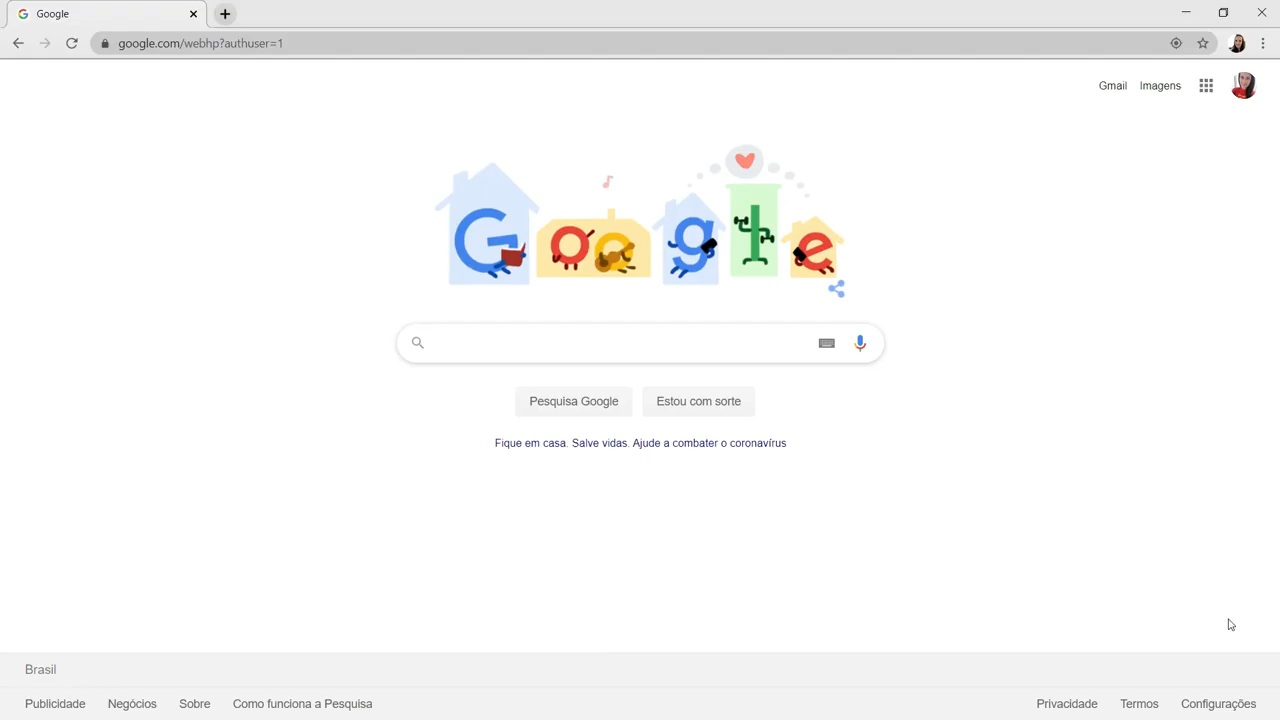 Google
google.com/webhp?authuser=1
Gmail Imagens
Google
Pesquisa Google Estou com sorte
Fique em casa. Salve vidas. Ajude a combater o coronavírus
Brasil
Publicidade Negócios Sobre Como funciona a Pesquisa Privacidade Termos Configurações